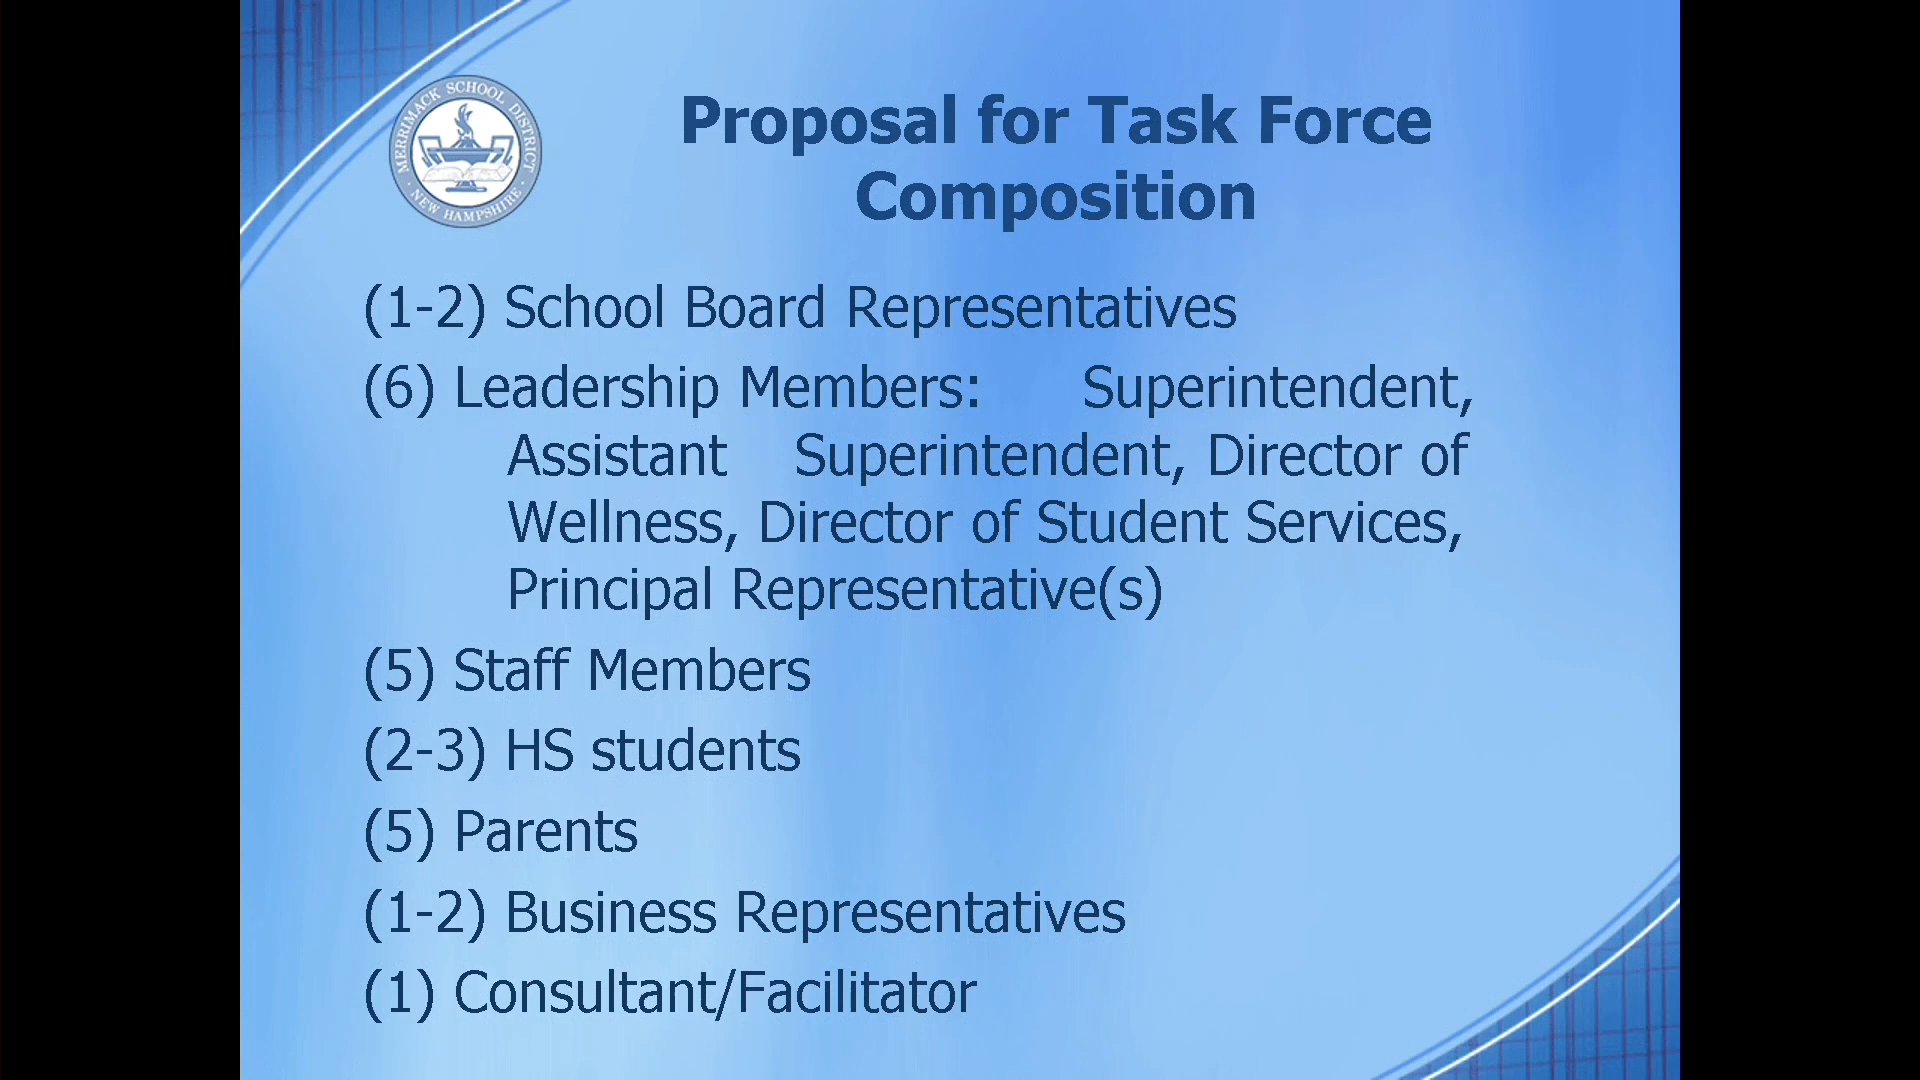 MERRIMACK SCHOOL DISTRICT
· NEW HAMPSHIRE ·
Proposal for Task Force
Composition
(1-2) School Board Representatives
(6) Leadership Members: Superintendent,
Assistant Superintendent, Director of
Wellness, Director of Student Services,
Principal Representative(s)
(5) Staff Members
(2-3) HS students
(5) Parents
(1-2) Business Representatives
(1) Consultant/Facilitator